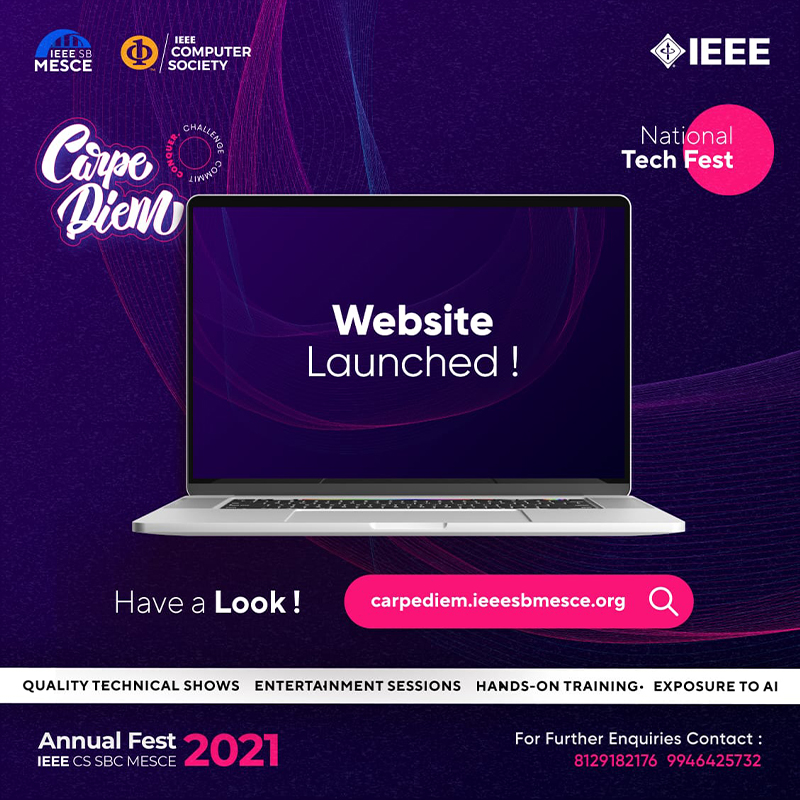 IEEE SB
MESCE
IEEE
COMPUTER
SOCIETY
IEEE
Carpe
Diem
CHALLENGE COMMIT CONQUER.
National
Tech Fest
Website
Launched !
Have a Look !
carpediem.ieeesbmesce.org
QUALITY TECHNICAL SHOWS ENTERTAINMENT SESSIONS HANDS-ON TRAINING· EXPOSURE TO AI
Annual Fest
IEEE CS SBC MESCE
2021
For Further Enquiries Contact :
8129182176 9946425732